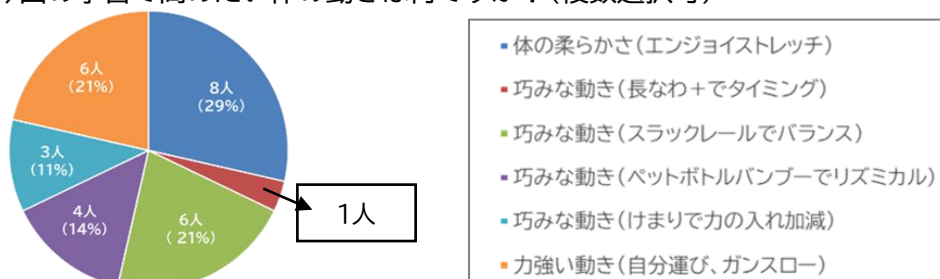 8人
(29%)
1人
6人
( 21%)
4人
(14%)
3人
(11%)
6人
(21%)
▪体の柔らかさ(エンジョイストレッチ)
▪巧みな動き(長なわ+でタイミング)
▪巧みな動き(スラックレールでバランス)
▪巧みな動き(ペットボトルバンブーでリズミカル)
▪巧みな動き(けまりで力の入れ加減)
▪力強い動き(自分運び、ガンスロー)